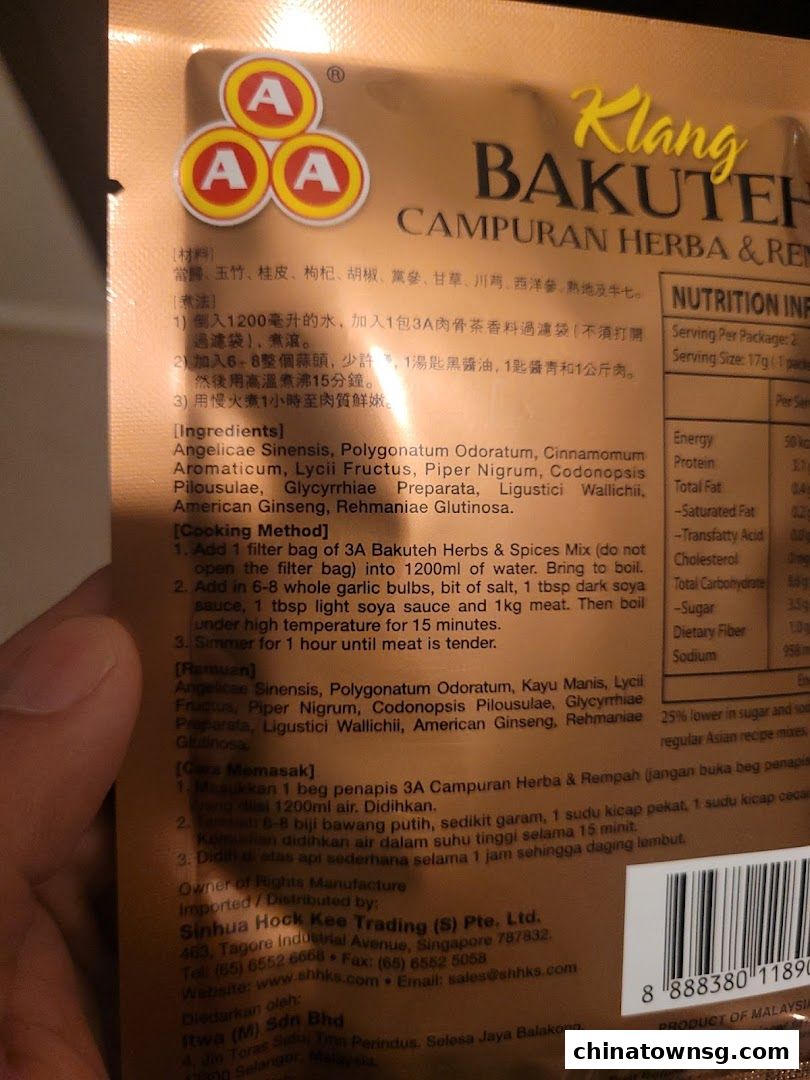 A ®
A A
Klang
BAKUTEH
CAMPURAN HERBA &
[材料]
當歸、玉竹、桂皮、枸杞、胡椒、黨參、甘草、川芎、西洋參、熟地及牛七。
[煮法]
1) 倒入1200毫升的水，加入1包3A肉骨茶香料過濾袋（不須打開
過濾袋），煮滾。
2) 加入6-8整個蒜頭，少許，1湯匙黑醬油，1匙醬青和1公斤肉。
然後用高溫煮沸15分鐘。
3) 用慢火煮1小時至肉質鮮嫩。
[Ingredients]
Angelicae Sinensis, Polygonatum Odoratum, Cinnamomum
Aromaticum, Lycii Fructus, Piper Nigrum, Codonopsis
Pilousulae, Glycyrrhiae Preparata, Ligustici Wallichii,
American Ginseng, Rehmaniae Glutinosa.
[Cooking Method]
1. Add 1 filter bag of 3A Bakuteh Herbs & Spices Mix (do not
open the filter bag) into 1200ml of water. Bring to boil.
2. Add in 6-8 whole garlic bulbs, bit of salt, 1 tbsp dark soya
sauce, 1 tbsp light soya sauce and 1kg meat. Then boil
under high temperature for 15 minutes.
3. Simmer for 1 hour until meat is tender.
[Ramuan]
Angelicae Sinensis, Polygonatum Odoratum, Kayu Manis, Lycii
Fructus, Piper Nigrum, Codonopsis Pilousulae, Glycyrrhiae
Preparata, Ligustici Wallichii, American Ginseng, Rehmaniae
Glutinosa.
[Cara Memasak]
1. Masukkan 1 beg penapis 3A Campuran Herba & Rempah (jangan buka beg penapis
yang diisi 1200ml air. Didihkan.
2. Tambah 6-8 biji bawang putih, sedikit garam, 1 sudu kicap pekat, 1 sudu kicap
Kemudian didihkan air dalam suhu tinggi selama 15 minit.
3. Didih di atas api sederhana selama 1 jam sehingga daging lembut.
Owner of Rights Manufacture
Imported / Distributed by:
Sinhua Hock Kee Trading (S) Pte. Ltd.
463, Tagore Industrial Avenue, Singapore 787832.
Tel: (65) 6552 6668 • Fax: (65) 6552 5058
Website: www.shhks.com • Email: sales@shhks.com
Diedarkan oleh:
Itwa (M) Sdn Bhd
4, Jln Teras Satu, Tmn Perindus. Selesa Jaya Balakong,
Selangor, Malaysia.
NUTRITION
Serving Per Package: 2
Serving Size: 17g (1
Per
Energy
Protein
Total Fat
–Saturated Fat
–Transfatty Acid
Cholesterol
Total Carbohydrate
–Sugar
Dietary Fiber
Sodium
25% lower in sugar and
regular Asian recipe mixes.
8 888380 1189
PRODUCT OF MALAYSIA
chinatownsg.com